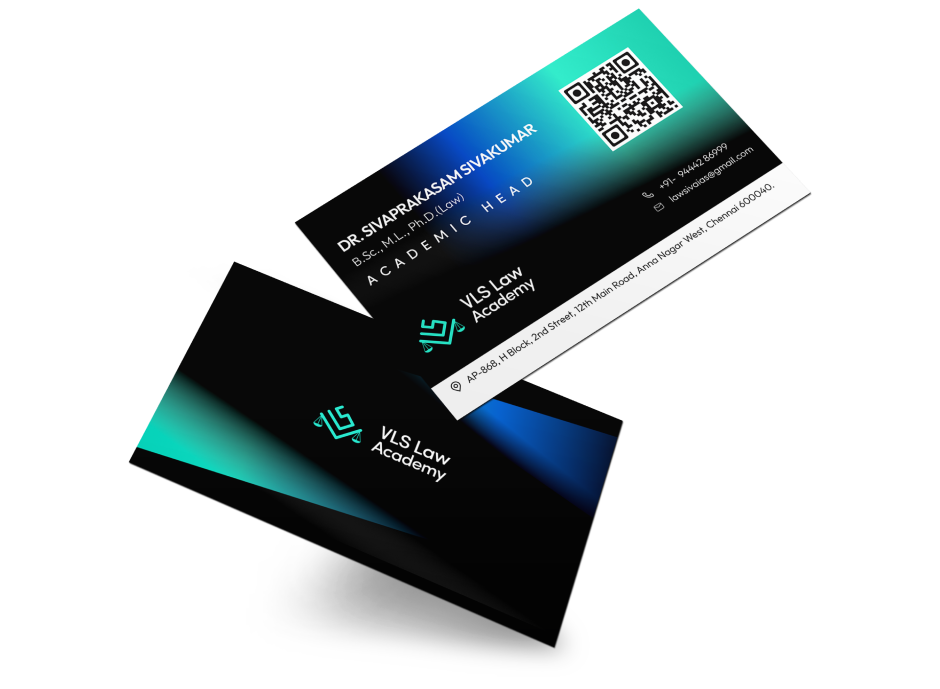 DR. SIVAPRAKASAM SIVAKUMAR
B.Sc., M.L., Ph.D.(Law)
ACADEMIC HEAD
+91- 94442 86999
lawsivaias@gmail.com
VLS Law
Academy
AP-868, H Block, 2nd Street, 12th Main Road, Anna Nagar West, Chennai 600040.
VLS Law
Academy